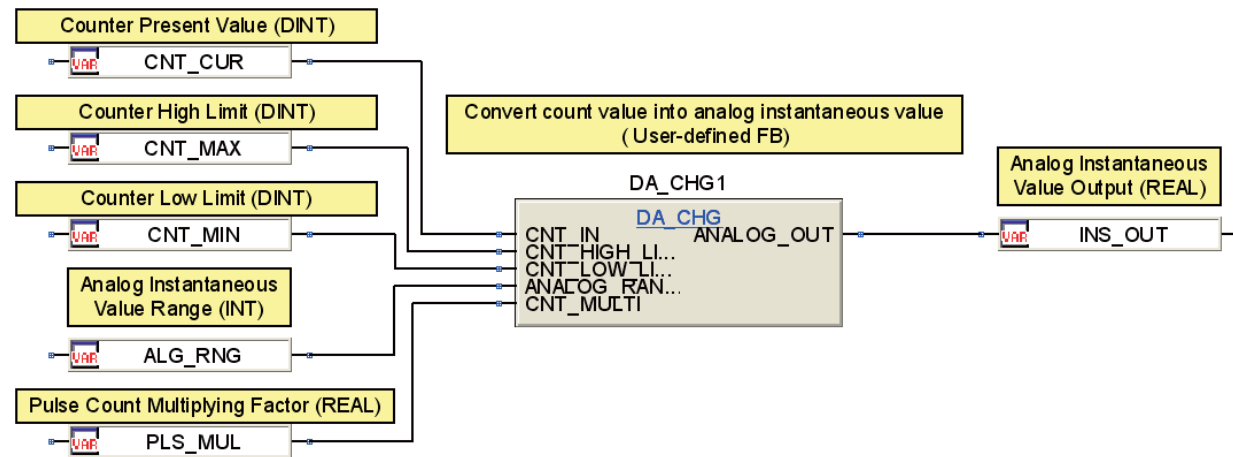 Counter Present Value (DINT)
VAR CNT_CUR
Counter High Limit (DINT)
VAR CNT_MAX
Counter Low Limit (DINT)
VAR CNT_MIN
Analog Instantaneous
Value Range (INT)
VAR ALG_RNG
Pulse Count Multiplying Factor (REAL)
VAR PLS_MUL
Convert count value into analog instantaneous value
( User-defined FB)
DA_CHG1
DA_CHG
CNT_IN ANALOG_OUT
CNT_HIGH_LI...
CNT_LOW_LI...
ANALOG_RAN...
CNT_MULTI
Analog Instantaneous
Value Output (REAL)
VAR INS_OUT